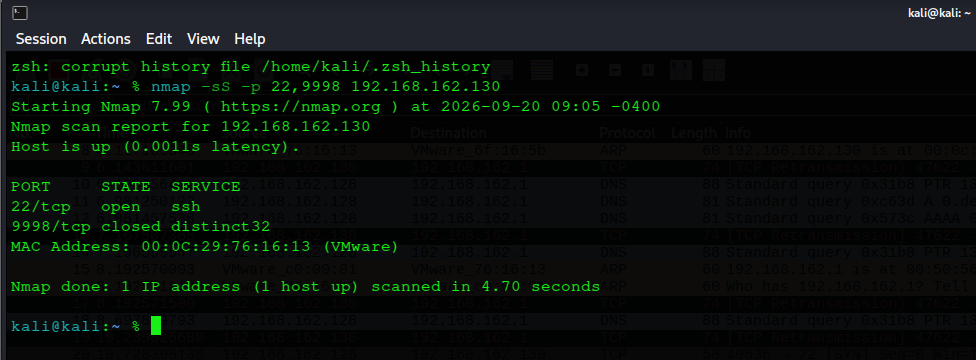 kali@kali: ~
Session Actions Edit View Help
zsh: corrupt history file /home/kali/.zsh_history
kali@kali:~ % nmap -sS -p 22,9998 192.168.162.130
Starting Nmap 7.99 ( https://nmap.org ) at 2026-09-20 09:05 -0400
Nmap scan report for 192.168.162.130
Host is up (0.0011s latency).
PORT     STATE  SERVICE
22/tcp   open   ssh
9998/tcp closed distinct32
MAC Address: 00:0C:29:76:16:13 (VMware)
Nmap done: 1 IP address (1 host up) scanned in 4.70 seconds
kali@kali:~ %